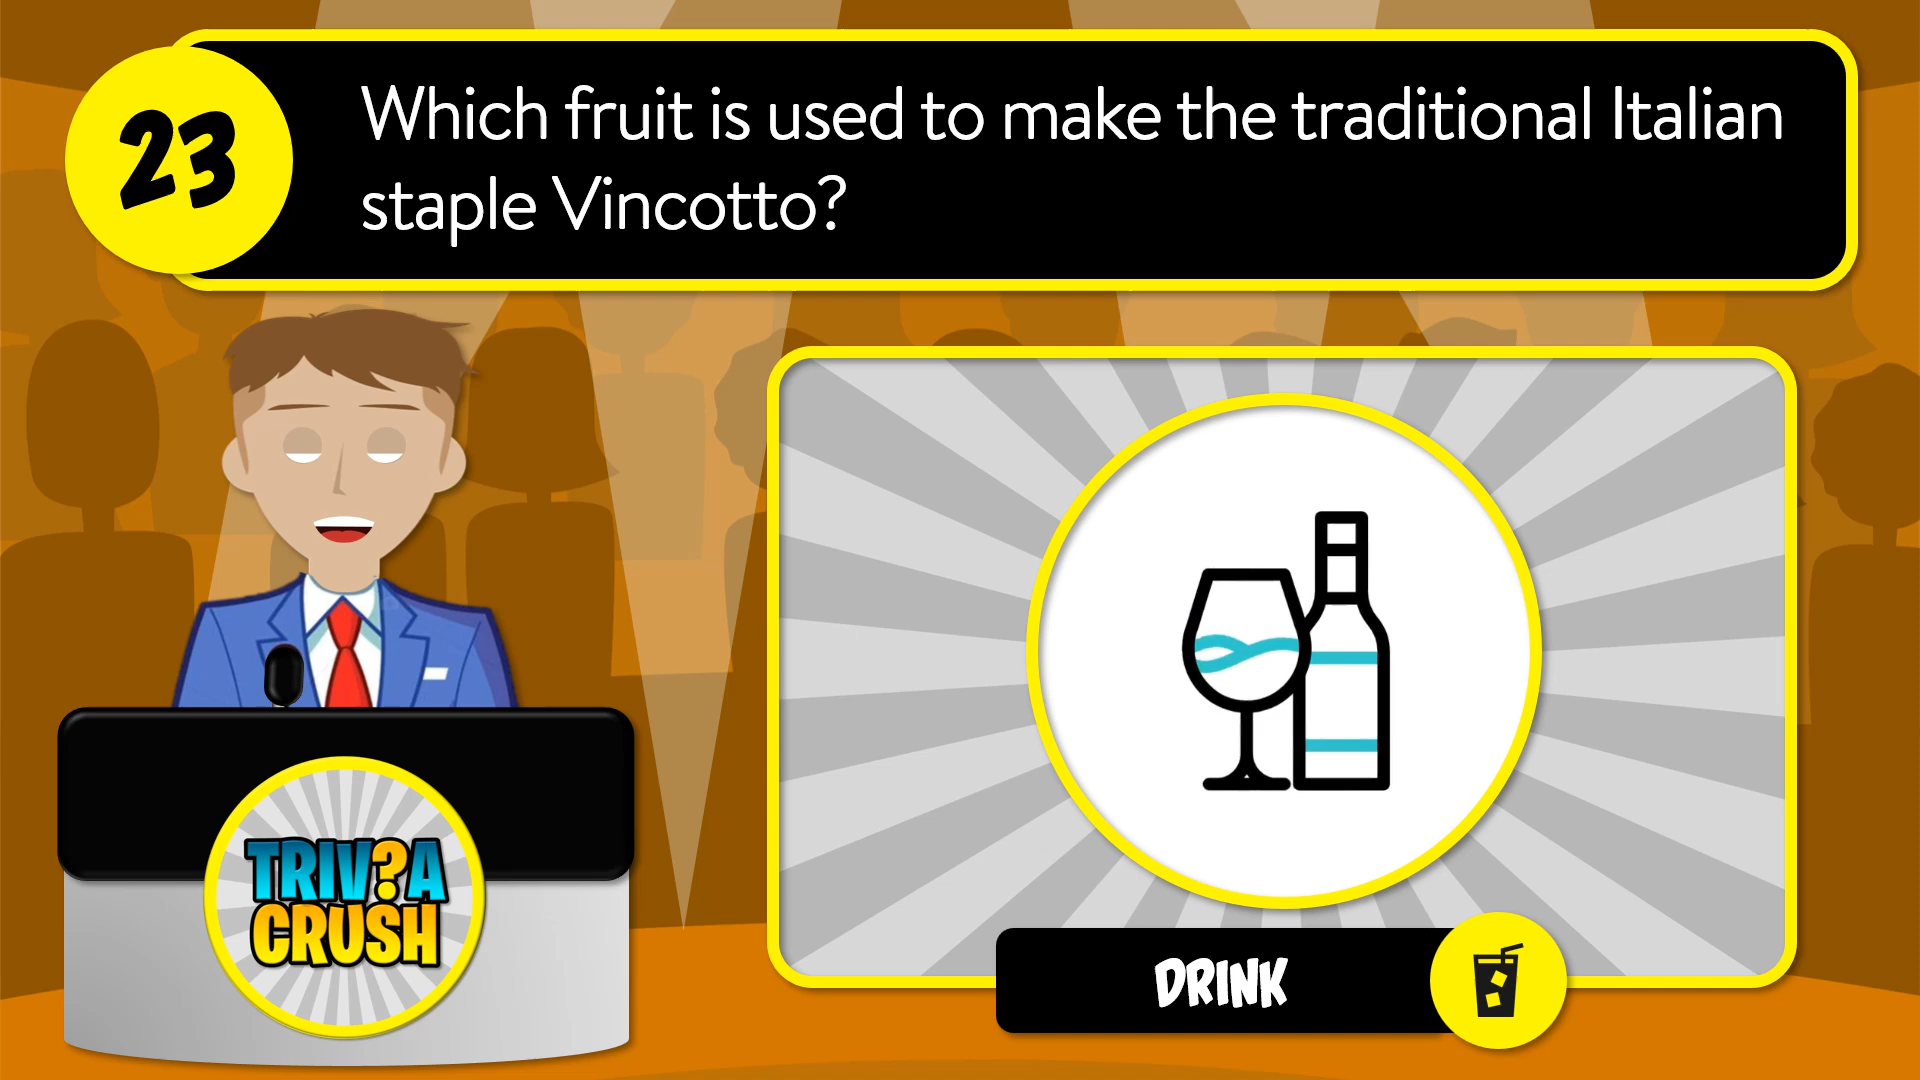 23
Which fruit is used to make the traditional Italian
staple Vincotto?
TRIV?A
CRUSH
DRINK